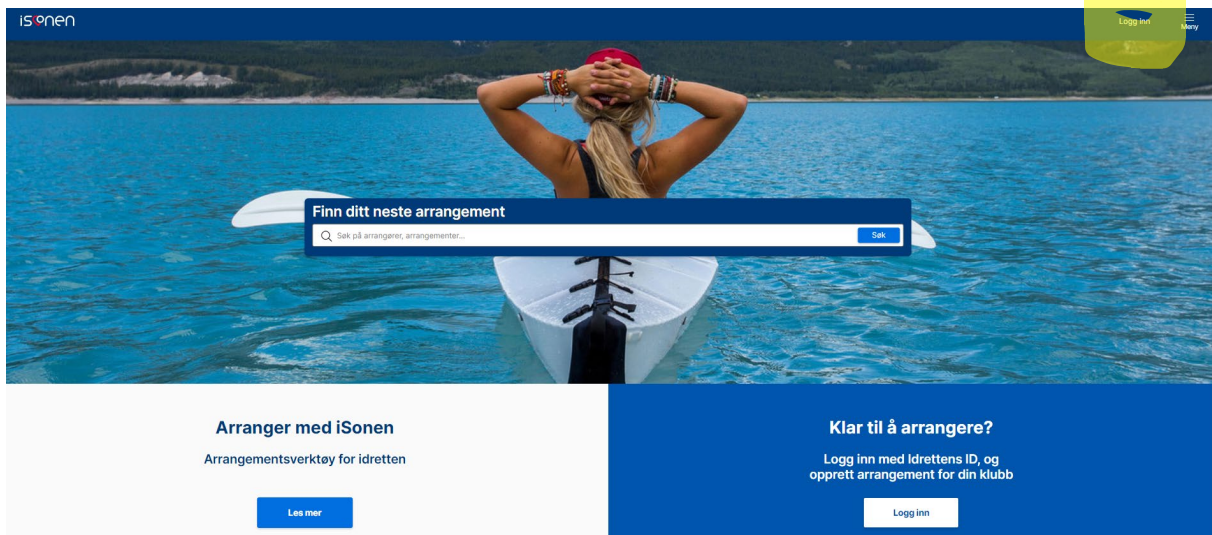 isonen
Logg inn
Meny
Finn ditt neste arrangement
Søk på arrangører, arrangementer...
Søk
Arranger med iSonen
Arrangementsverktøy for idretten
Les mer
Klar til å arrangere?
Logg inn med Idrettens ID, og
opprett arrangement for din klubb
Logg inn